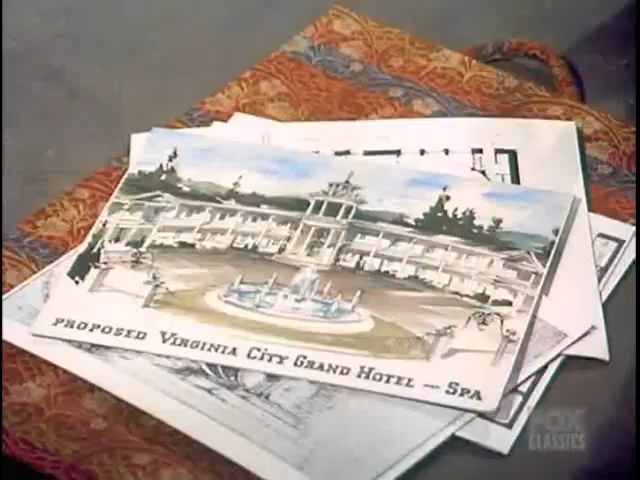 PROPOSED VIRGINIA CITY GRAND HOTEL — SPA
FOX
CLASSICS